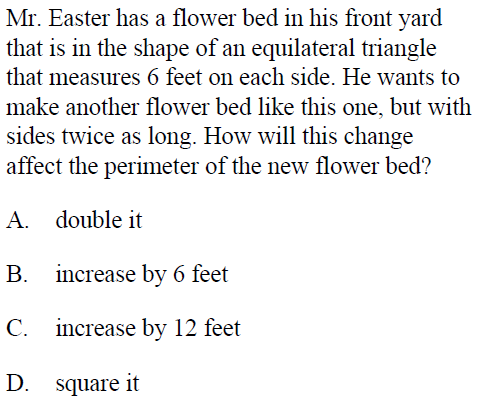 Mr. Easter has a flower bed in his front yard
that is in the shape of an equilateral triangle
that measures 6 feet on each side. He wants to
make another flower bed like this one, but with
sides twice as long. How will this change
affect the perimeter of the new flower bed?
A. double it
B. increase by 6 feet
C. increase by 12 feet
D. square it